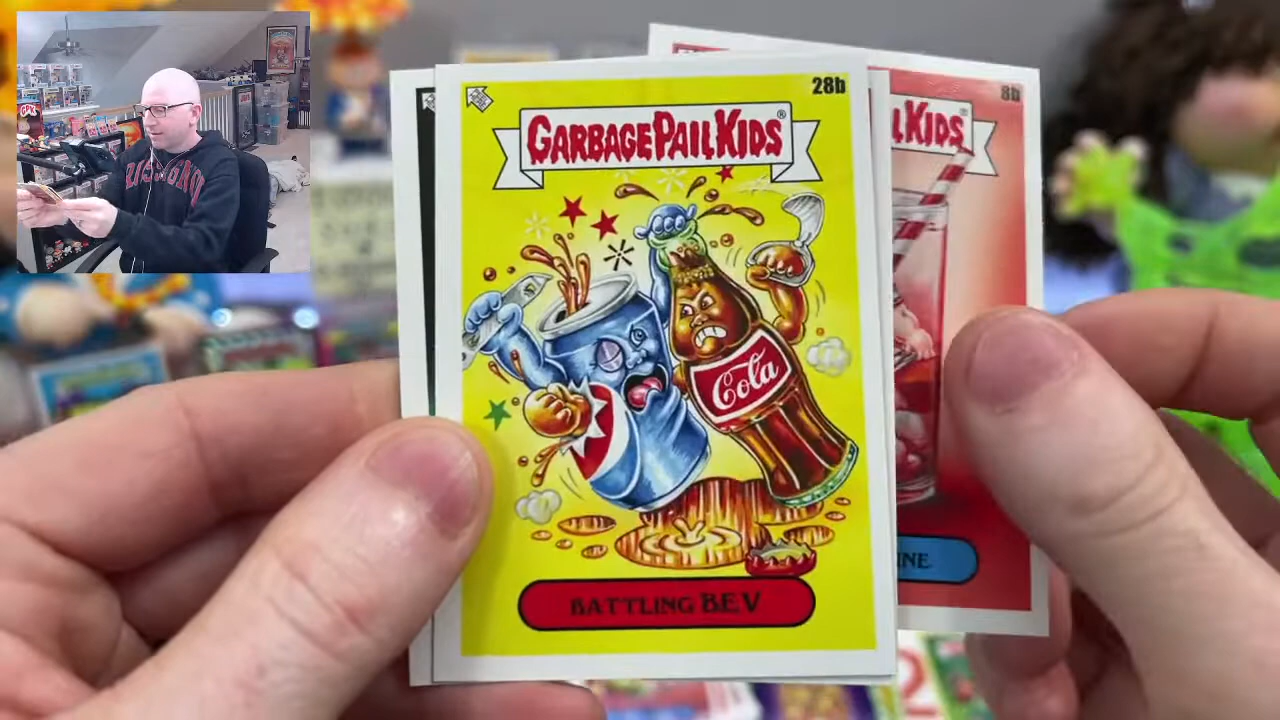 28b
GARBAGE PAIL KIDS®
Cola
BATTLING BEV
8b
KIDS®
INE